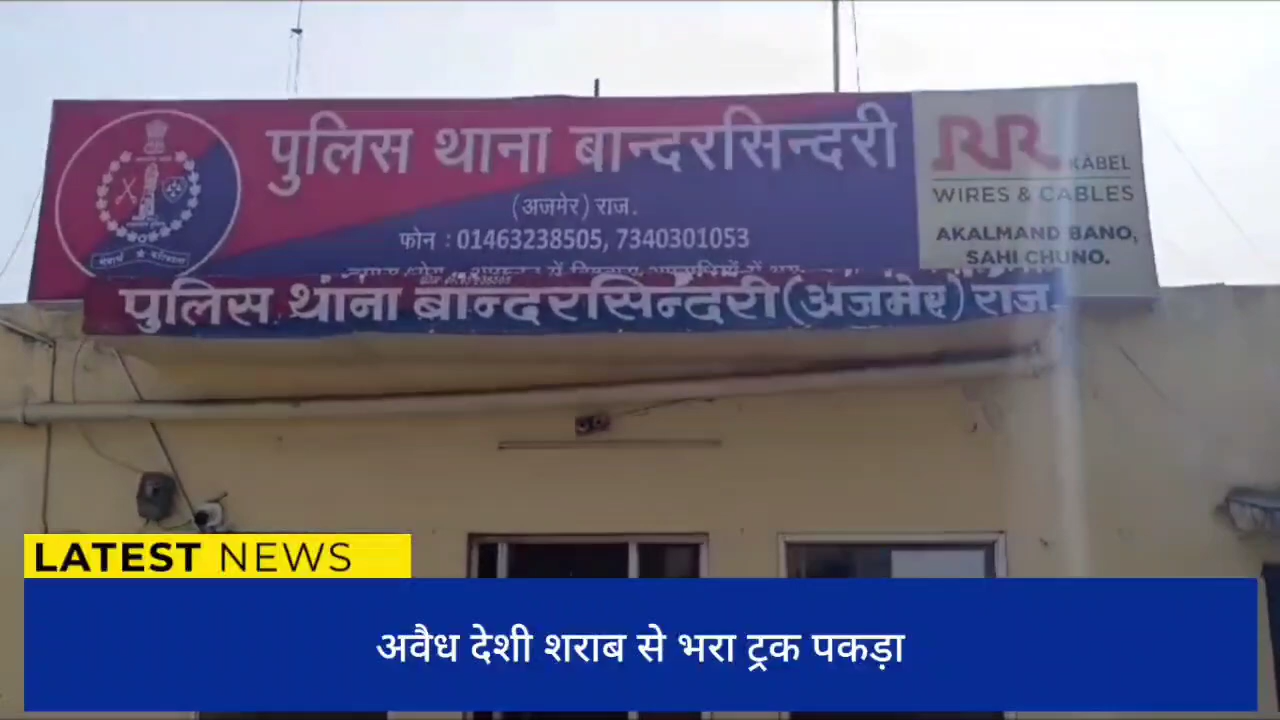 पुलिस थाना बान्दरसिन्दरी
(अजमेर) राज.
फोन : 01463238505, 7340301053
RR KABEL
WIRES & CABLES
AKALMAND BANO,
SAHI CHUNO.
पुलिस थाना बान्दरसिन्दरी(अजमेर) राज.
LATEST NEWS
अवैध देशी शराब से भरा ट्रक पकड़ा